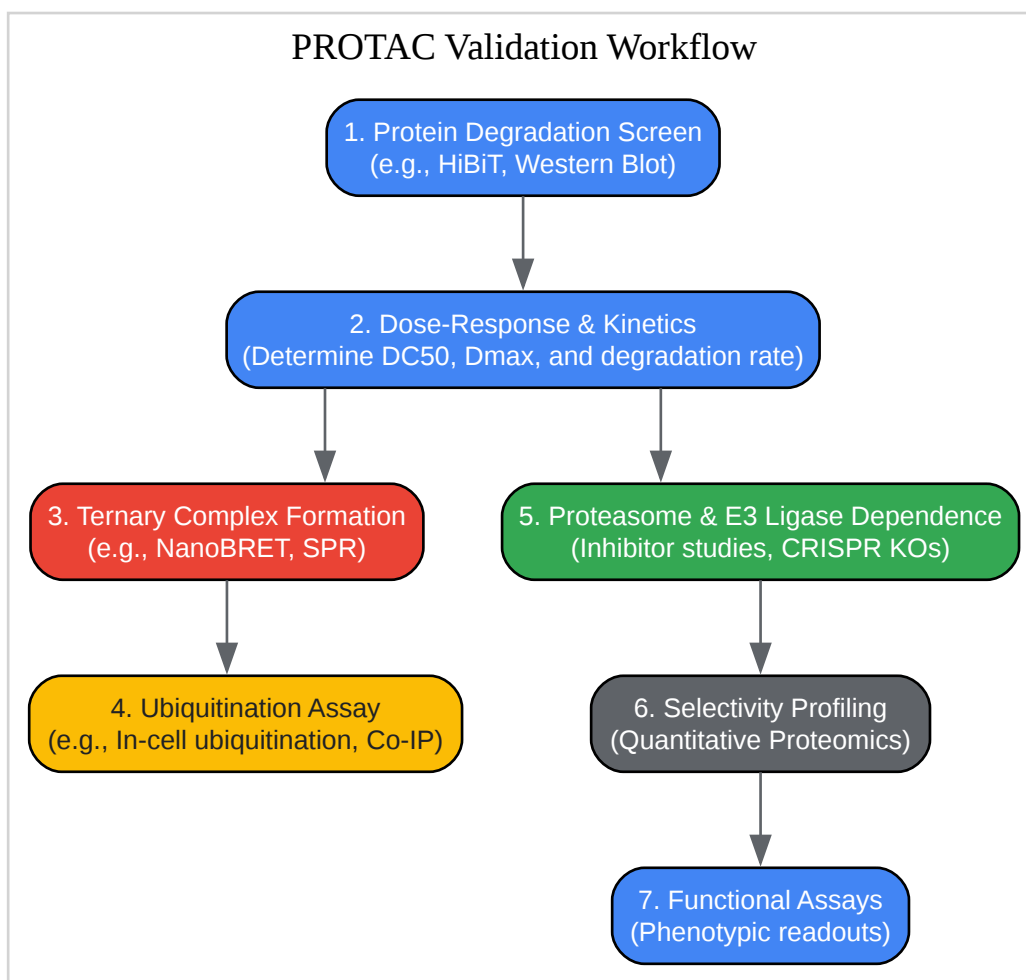 PROTAC Validation Workflow
1. Protein Degradation Screen
(e.g., HiBiT, Western Blot)
2. Dose-Response & Kinetics
(Determine DC50, Dmax, and degradation rate)
3. Ternary Complex Formation
(e.g., NanoBRET, SPR)
4. Ubiquitination Assay
(e.g., In-cell ubiquitination, Co-IP)
5. Proteasome & E3 Ligase Dependence
(Inhibitor studies, CRISPR KOs)
6. Selectivity Profiling
(Quantitative Proteomics)
7. Functional Assays
(Phenotypic readouts)